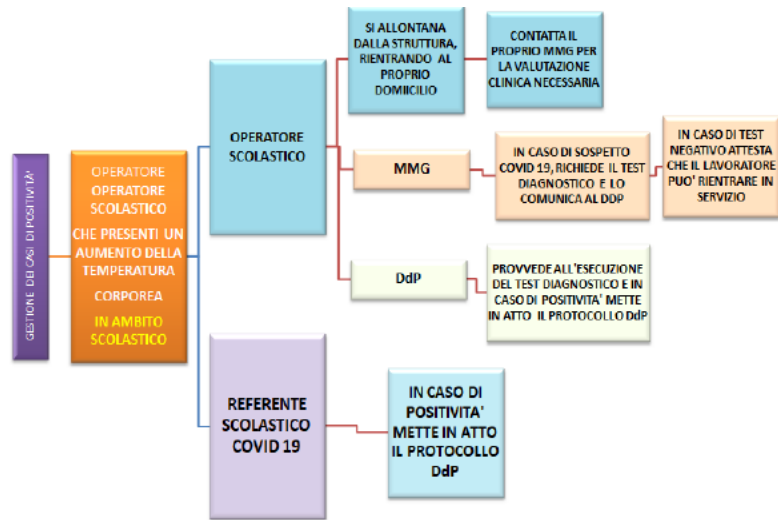 GESTIONE DEI CASI DI POSITIVITÀ'
OPERATORE
OPERATORE
SCOLASTICO
CHE PRESENTI UN
AUMENTO DELLA
TEMPERATURA
CORPOREA
IN AMBITO
SCOLASTICO
OPERATORE
SCOLASTICO
SI ALLONTANA
DALLA STRUTTURA,
RIENTRANDO AL
PROPRIO
DOMIICILIO
CONTATTA IL
PROPRIO MMG PER
LA VALUTAZIONE
CLINICA NECESSARIA
MMG
IN CASO DI SOSPETTO
COVID 19, RICHIEDE IL TEST
DIAGNOSTICO E LO
COMUNICA AL DDP
IN CASO DI TEST
NEGATIVO ATTESTA
CHE IL LAVORATORE
PUO' RIENTRARE IN
SERVIZIO
DdP
PROVVEDE ALL'ESECUZIONE
DEL TEST DIAGNOSTICO E IN
CASO DI POSITIVITA' METTE
IN ATTO IL PROTOCOLLO DdP
REFERENTE
SCOLASTICO
COVID 19
IN CASO DI
POSITIVITA'
METTE IN ATTO
IL PROTOCOLLO
DdP